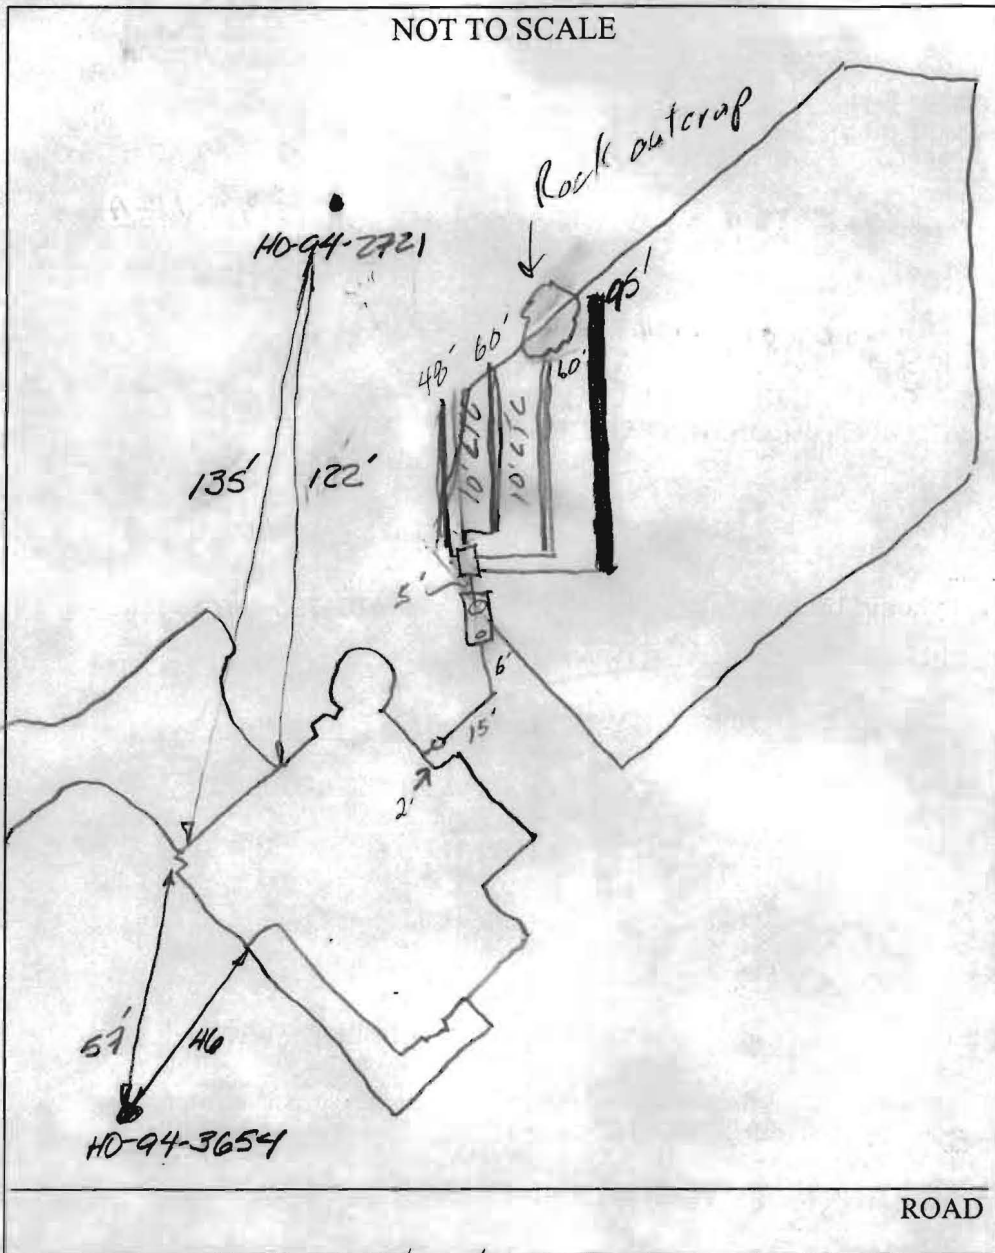 NOT TO SCALE
Rock outcrop
HO-94-2721
95'
60'
60'
48'
10' C/C
10' C/C
135'
122'
5'
6'
15'
2'
57'
46
HO-94-3654
ROAD